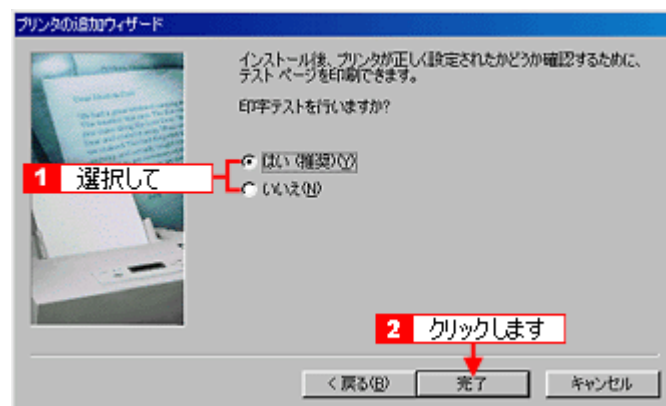 プリンタの追加ウィザード
インストール後、プリンタが正しく設定されたかどうか確認するために、
テスト ページを印刷できます。
印字テストを行いますか?
はい (推奨)(Y)
1 選択して
いいえ(N)
2 クリックします
< 戻る(B)
完了
キャンセル